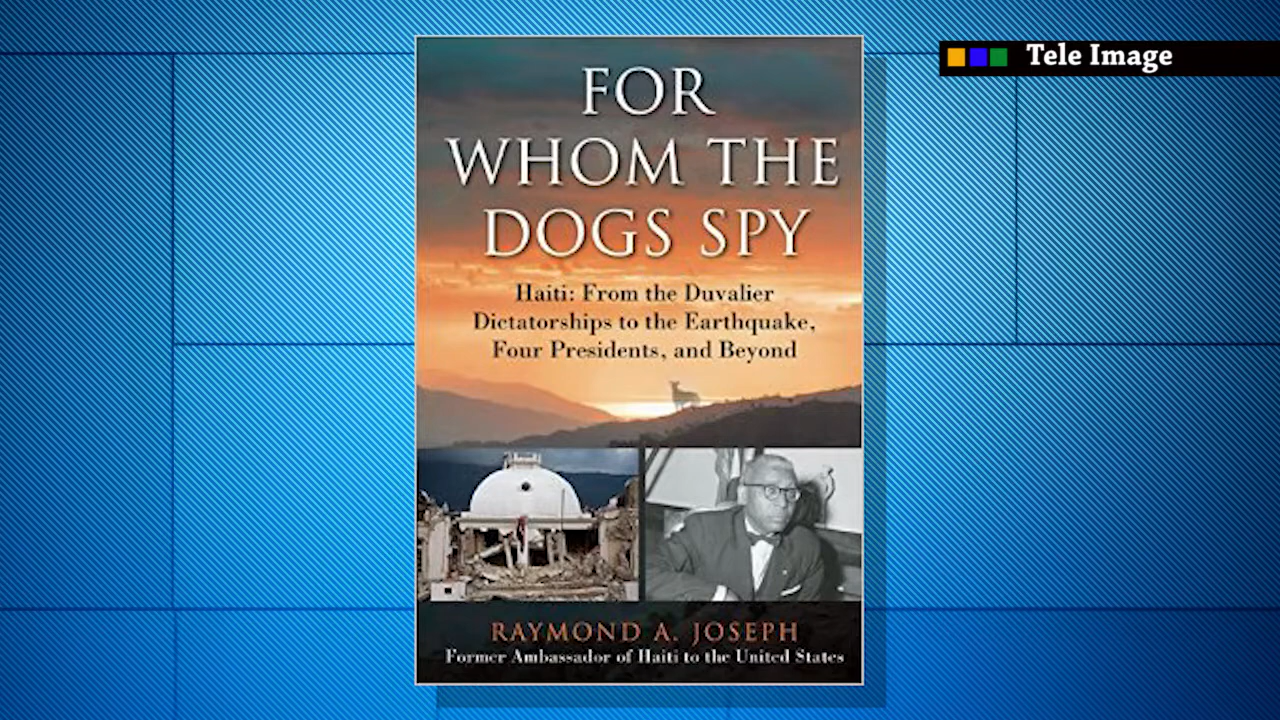 Tele Image
FOR
WHOM THE
DOGS SPY
Haiti: From the Duvalier
Dictatorships to the Earthquake,
Four Presidents, and Beyond
RAYMOND A. JOSEPH
Former Ambassador of Haiti to the United States